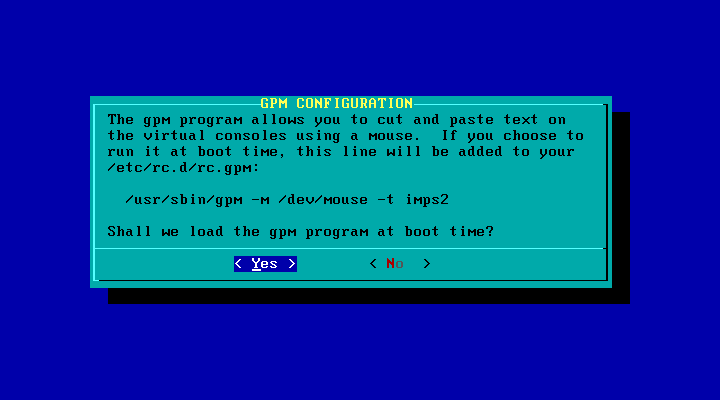 GPM CONFIGURATION
The gpm program allows you to cut and paste text on
the virtual consoles using a mouse.  If you choose to
run it at boot time, this line will be added to your
/etc/rc.d/rc.gpm:
/usr/sbin/gpm -m /dev/mouse -t imps2
Shall we load the gpm program at boot time?
< Yes >    < No  >